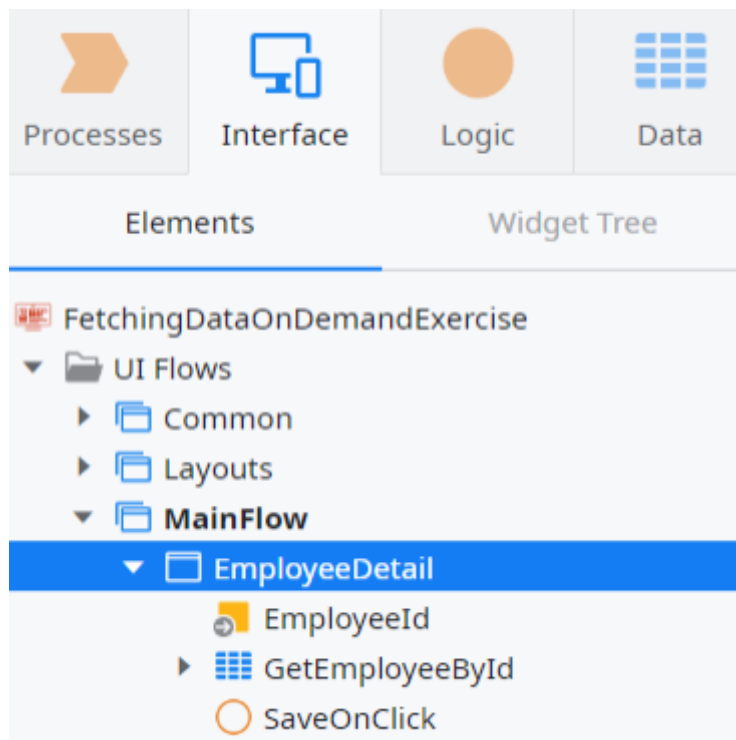 Processes Interface Logic Data
Elements Widget Tree
FetchingDataOnDemandExercise
UI Flows
Common
Layouts
MainFlow
EmployeeDetail
EmployeeId
GetEmployeeById
SaveOnClick